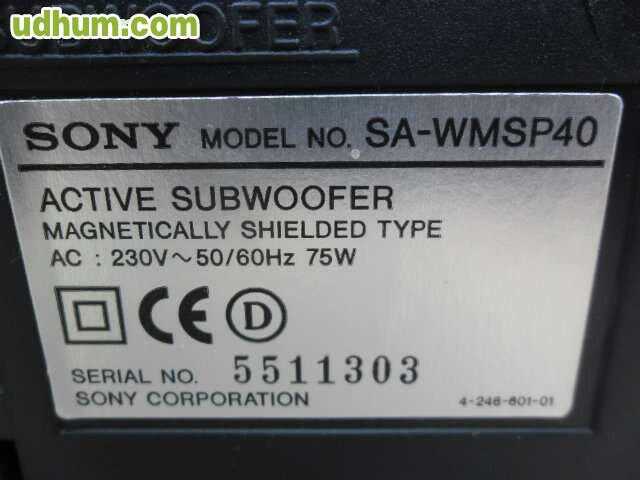 udhum.com
SUBWOOFER
SONY MODEL NO. SA-WMSP40
ACTIVE SUBWOOFER
MAGNETICALLY SHIELDED TYPE
AC : 230V~50/60Hz 75W
CE D
SERIAL NO. 5511303
SONY CORPORATION 4-246-601-01